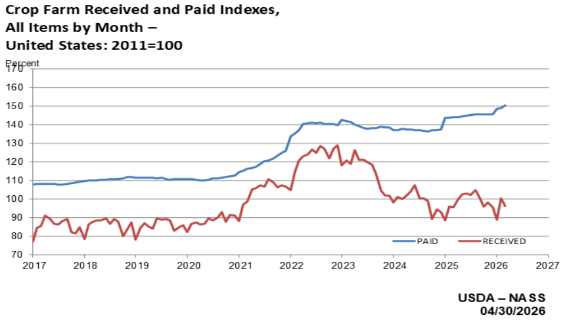 Crop Farm Received and Paid Indexes,
All Items by Month –
United States: 2011=100
Percent
170
160
150
140
130
120
110
100
90
80
70
PAID
RECEIVED
2017 2018 2019 2020 2021 2022 2023 2024 2025 2026 2027
USDA – NASS
04/30/2026